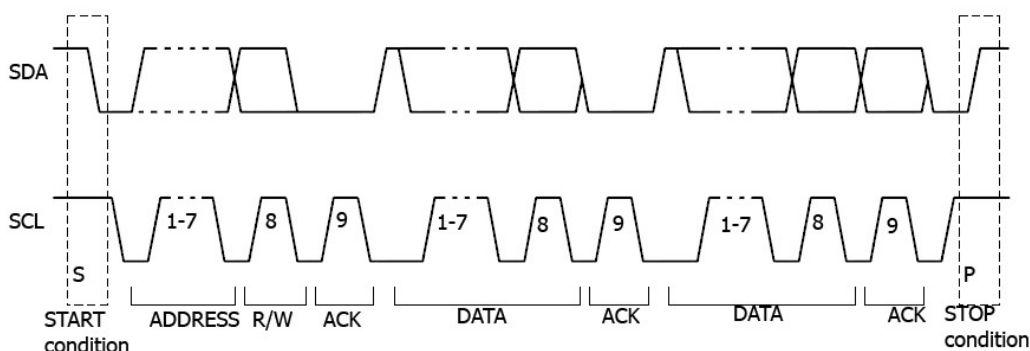 SDA
SCL
1-7
8
9
1-7
8
9
1-7
8
9
S
P
START condition
ADDRESS
R/W
ACK
DATA
ACK
DATA
ACK
STOP condition